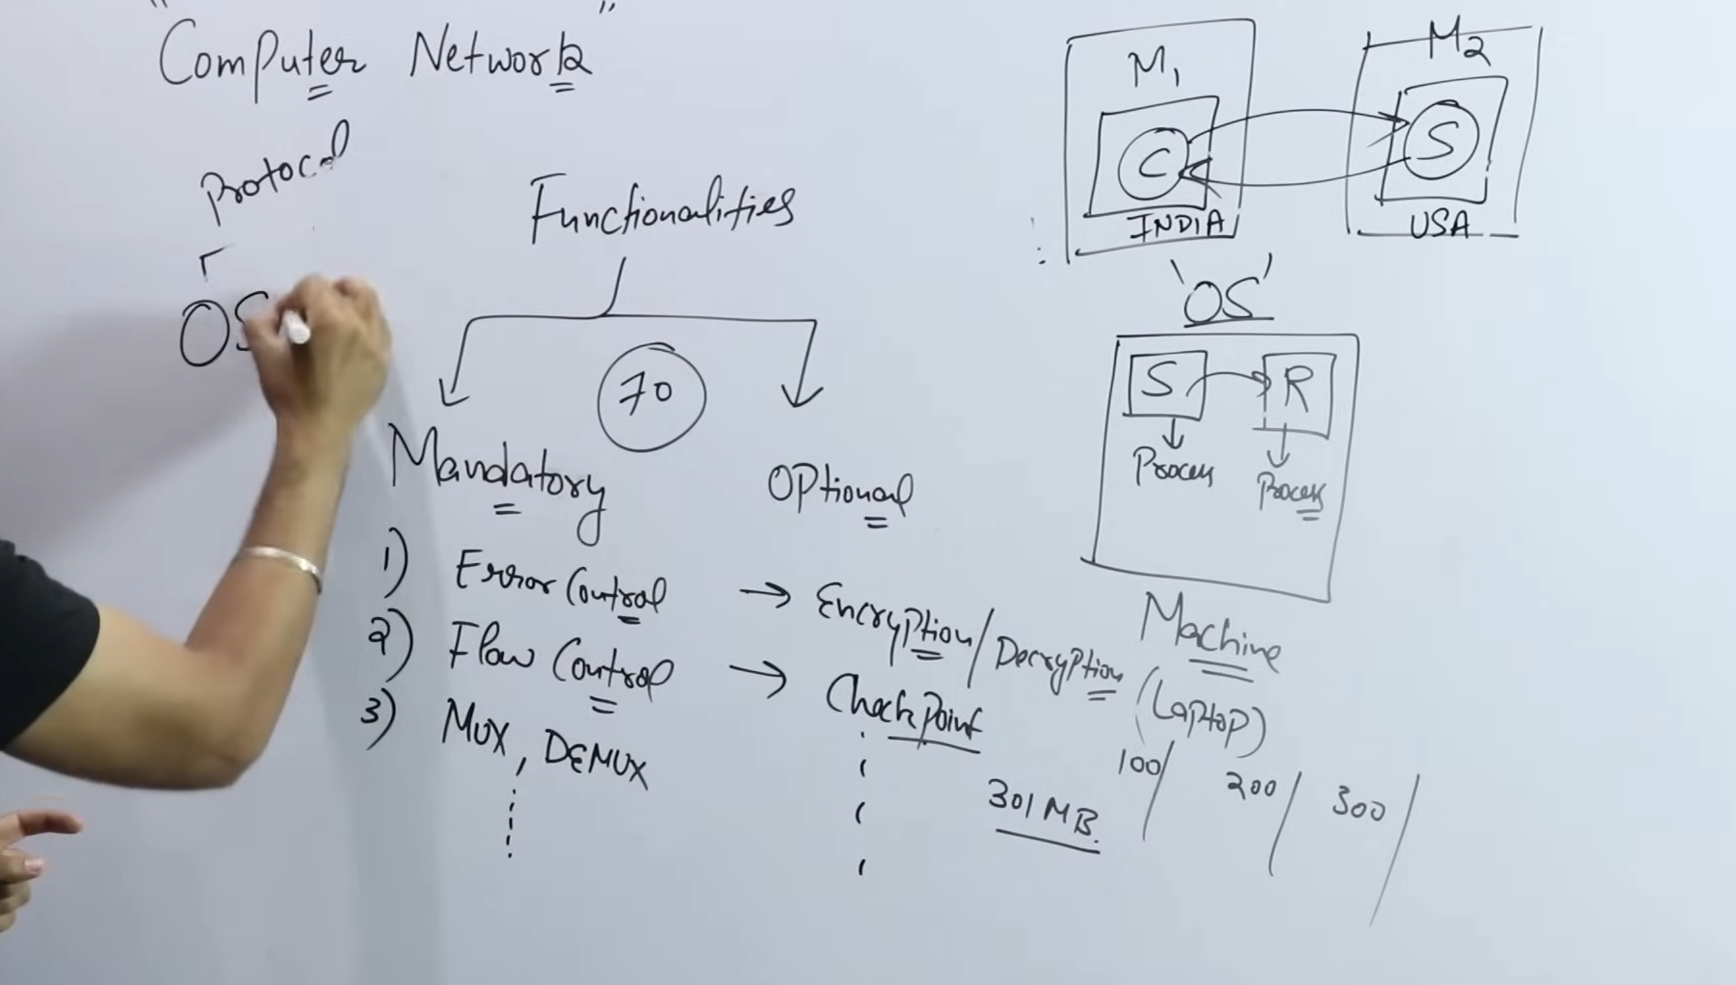 "Computer Network"
Protocol
OS
Functionalities
70
Mandatory
Optional
1) Error Control
2) Flow Control
3) MUX, DEMUX
→ Encryption/Decryption
→ CheckPoint
M1
C
INDIA
M2
S
USA
'OS'
S
R
Process
Process
Machine
(Laptop)
301 MB.
100
200
300